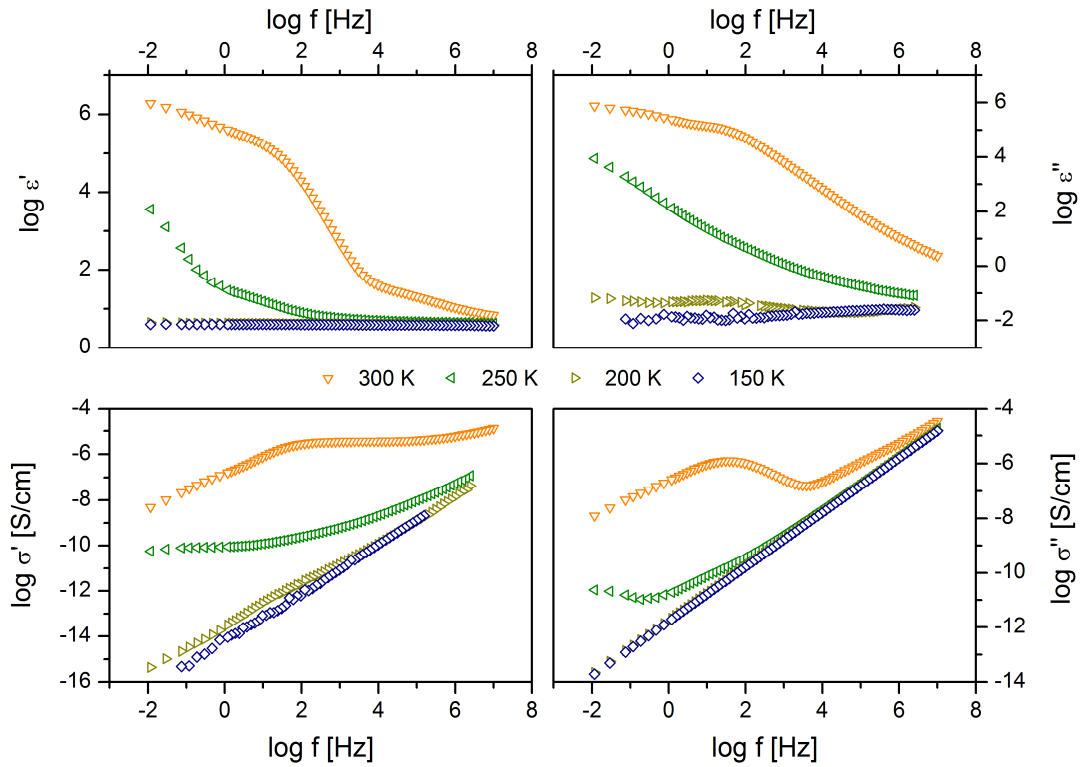 log f [Hz] log f [Hz]
-2 0 2 4 6 8 -2 0 2 4 6 8
6 6
4 4
2 2
0 0
-2
log ε' log ε''
300 K 250 K 200 K 150 K
-4 -4
-6 -6
-8 -8
-10 -10
-12 -12
-14 -14
-16
log σ' [S/cm] log σ'' [S/cm]
-2 0 2 4 6 8 -2 0 2 4 6 8
log f [Hz] log f [Hz]